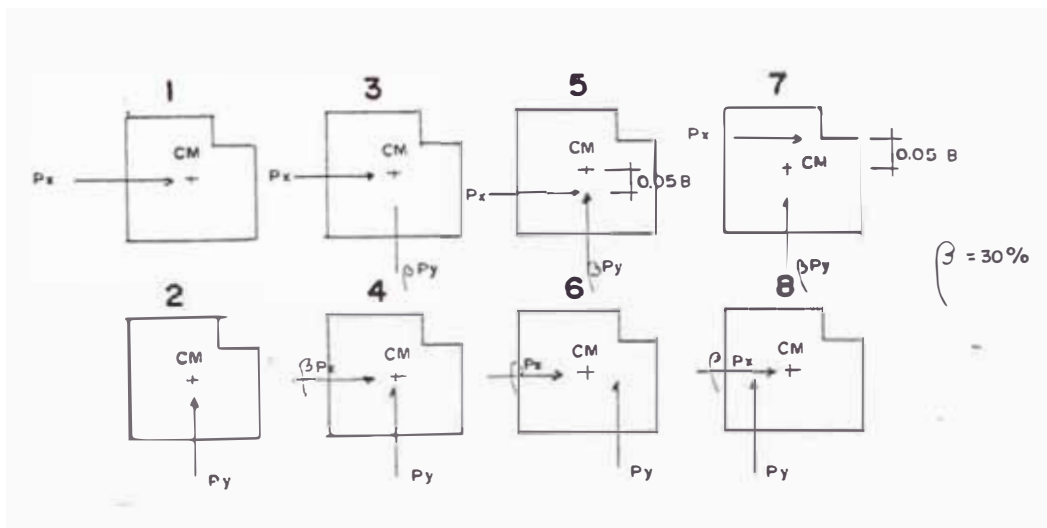 1 3 5 7
CM CM CM Px
Px Px 0.05 B CM 0.05 B
Px
βPy βPy βPy β = 30%
2 4 6 8
CM CM CM CM
βPx Px β Px
Py Py Py Py